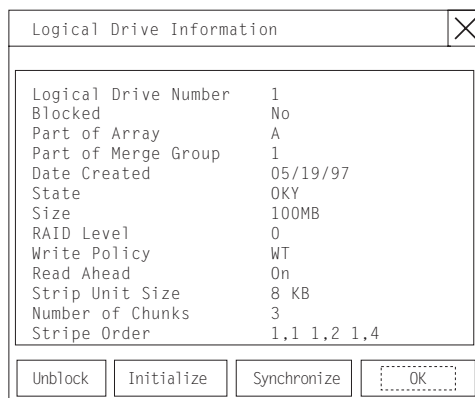 Logical Drive Information
Logical Drive Number 1
Blocked No
Part of Array A
Part of Merge Group 1
Date Created 05/19/97
State OKY
Size 100MB
RAID Level 0
Write Policy WT
Read Ahead On
Strip Unit Size 8 KB
Number of Chunks 3
Stripe Order 1,1 1,2 1,4
Unblock Initialize Synchronize OK